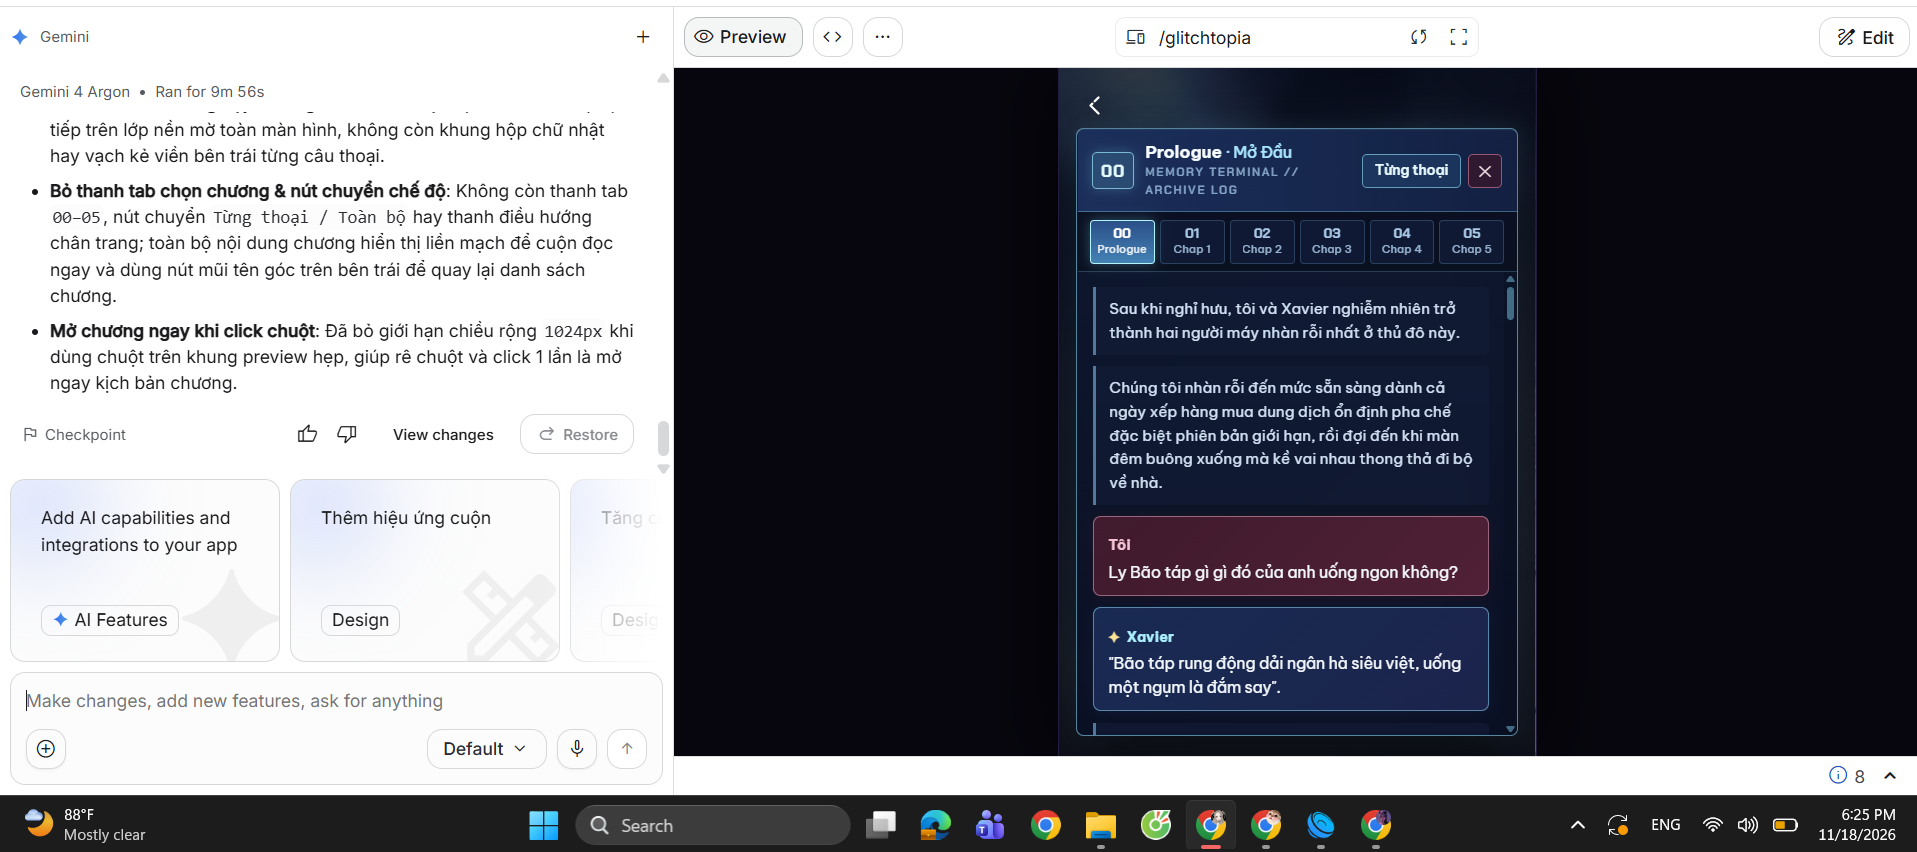 Gemini
Gemini 4 Argon • Ran for 9m 56s
tiếp trên lớp nền mờ toàn màn hình, không còn khung hộp chữ nhật
hay vạch kẻ viền bên trái từng câu thoại.
Bỏ thanh tab chọn chương & nút chuyển chế độ: Không còn thanh tab
00–05, nút chuyển Từng thoại / Toàn bộ hay thanh điều hướng
chân trang; toàn bộ nội dung chương hiển thị liền mạch để cuộn đọc
ngay và dùng nút mũi tên góc trên bên trái để quay lại danh sách
chương.
Mở chương ngay khi click chuột: Đã bỏ giới hạn chiều rộng 1024px khi
dùng chuột trên khung preview hẹp, giúp rê chuột và click 1 lần là mở
ngay kịch bản chương.
Checkpoint
View changes
Restore
Add AI capabilities and
integrations to your app
AI Features
Thêm hiệu ứng cuộn
Design
Tăng
Desig
Make changes, add new features, ask for anything
Default
Preview
/glitchtopia
Edit
00
Prologue · Mở Đầu
MEMORY TERMINAL //
ARCHIVE LOG
Từng thoại
00
Prologue
01
Chap 1
02
Chap 2
03
Chap 3
04
Chap 4
05
Chap 5
Sau khi nghỉ hưu, tôi và Xavier nghiễm nhiên trở
thành hai người máy nhàn rỗi nhất ở thủ đô này.
Chúng tôi nhàn rỗi đến mức sẵn sàng dành cả
ngày xếp hàng mua dung dịch ổn định pha chế
đặc biệt phiên bản giới hạn, rồi đợi đến khi màn
đêm buông xuống mà kề vai nhau thong thả đi bộ
về nhà.
Tôi
Ly Bão táp gì gì đó của anh uống ngon không?
Xavier
"Bão táp rung động dải ngân hà siêu việt, uống
một ngụm là đắm say".
8
88°F
Mostly clear
Search
ENG
6:25 PM
11/18/2026